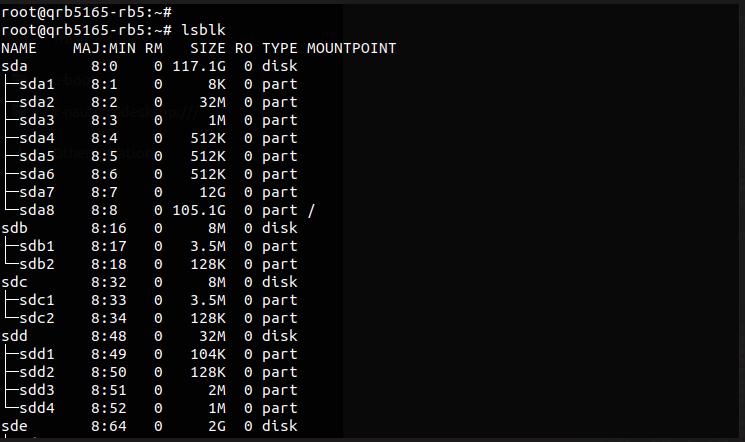 root@qrb5165-rb5:~#
root@qrb5165-rb5:~# lsblk
NAME    MAJ:MIN RM   SIZE RO TYPE MOUNTPOINT
sda       8:0    0 117.1G  0 disk
├─sda1    8:1    0     8K  0 part
├─sda2    8:2    0    32M  0 part
├─sda3    8:3    0     1M  0 part
├─sda4    8:4    0   512K  0 part
├─sda5    8:5    0   512K  0 part
├─sda6    8:6    0   512K  0 part
├─sda7    8:7    0    12G  0 part
└─sda8    8:8    0 105.1G  0 part /
sdb       8:16   0     8M  0 disk
├─sdb1    8:17   0   3.5M  0 part
└─sdb2    8:18   0   128K  0 part
sdc       8:32   0     8M  0 disk
├─sdc1    8:33   0   3.5M  0 part
└─sdc2    8:34   0   128K  0 part
sdd       8:48   0    32M  0 disk
├─sdd1    8:49   0   104K  0 part
├─sdd2    8:50   0   128K  0 part
├─sdd3    8:51   0     2M  0 part
└─sdd4    8:52   0     1M  0 part
sde       8:64   0     2G  0 disk